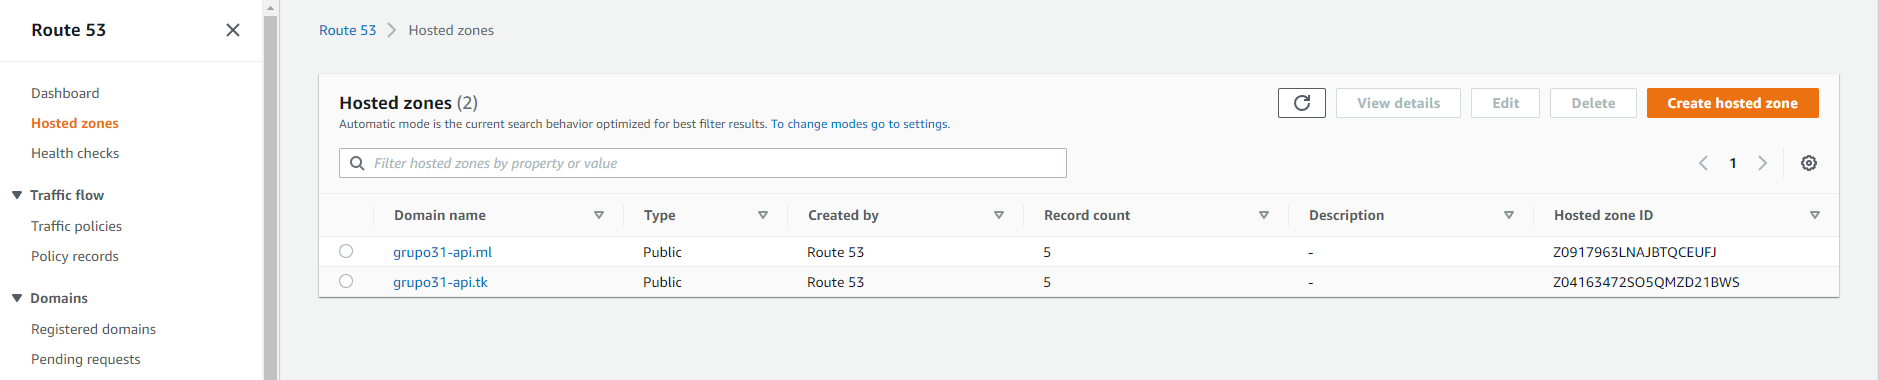 Route 53
Dashboard
Hosted zones
Health checks
Traffic flow
Traffic policies
Policy records
Domains
Registered domains
Pending requests
Route 53 Hosted zones
Hosted zones (2)
View details Edit Delete Create hosted zone
Automatic mode is the current search behavior optimized for best filter results. To change modes go to settings.
Filter hosted zones by property or value
1
Domain name Type Created by Record count Description Hosted zone ID
grupo31-api.ml Public Route 53 5 - Z0917963LNAJBTQCEUFJ
grupo31-api.tk Public Route 53 5 - Z04163472SO5QMZD21BWS